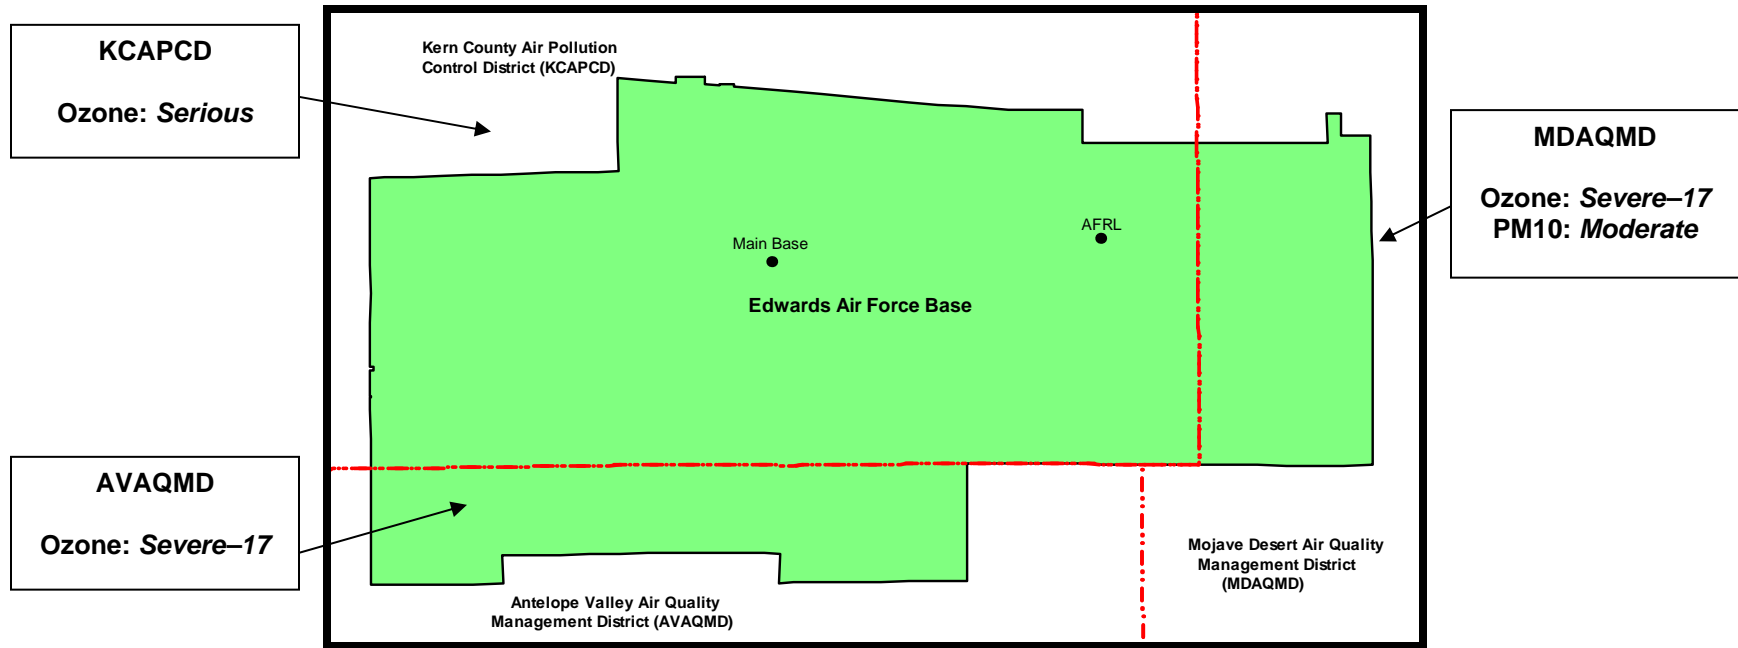 KCAPCD
Ozone: Serious
Kern County Air Pollution
Control District (KCAPCD)
MDAQMD
Ozone: Severe–17
PM10: Moderate
AFRL
Main Base
Edwards Air Force Base
AVAQMD
Ozone: Severe–17
Mojave Desert Air Quality
Management District
(MDAQMD)
Antelope Valley Air Quality
Management District (AVAQMD)